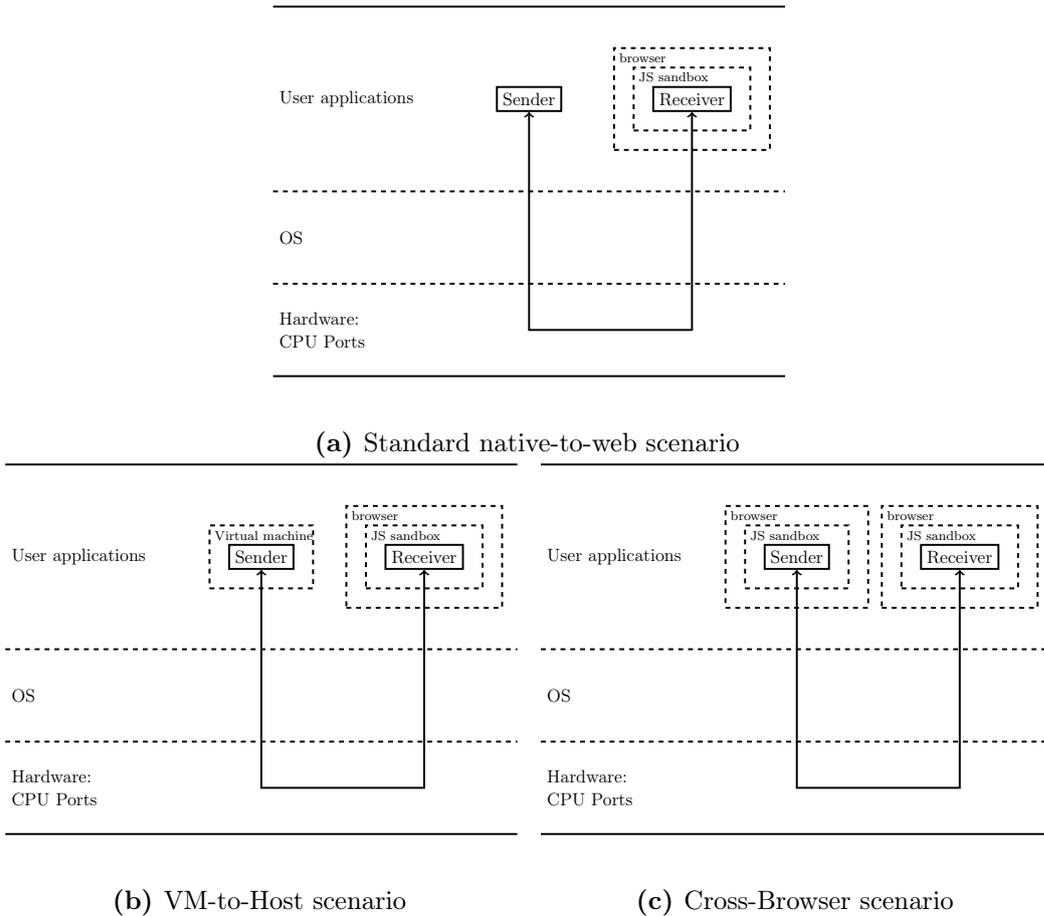 browser
JS sandbox
User applications
Sender
Receiver
OS
Hardware:
CPU Ports
(a) Standard native-to-web scenario
browser
Virtual machine
JS sandbox
User applications
Sender
Receiver
OS
Hardware:
CPU Ports
(b) VM-to-Host scenario
browser
browser
JS sandbox
JS sandbox
User applications
Sender
Receiver
OS
Hardware:
CPU Ports
(c) Cross-Browser scenario